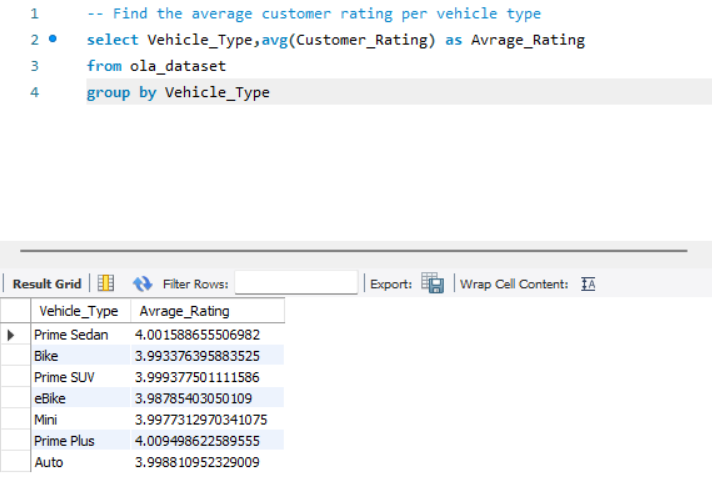 1 -- Find the average customer rating per vehicle type
2 select Vehicle_Type,avg(Customer_Rating) as Avrage_Rating
3 from ola_dataset
4 group by Vehicle_Type
Result Grid Filter Rows: Export: Wrap Cell Content: IA
Vehicle_Type Avrage_Rating
Prime Sedan 4.001588655506982
Bike 3.993376395883525
Prime SUV 3.999377501111586
eBike 3.98785403050109
Mini 3.9977312970341075
Prime Plus 4.009498622589555
Auto 3.998810952329009